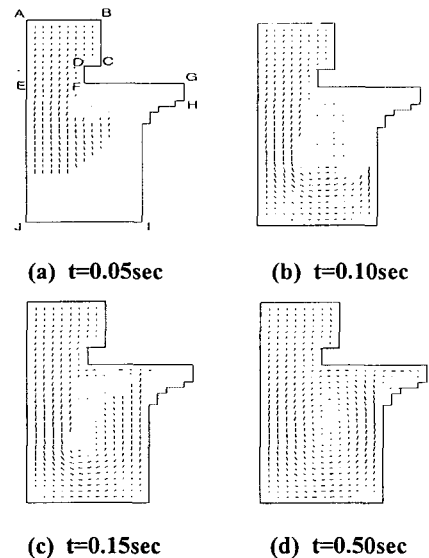 A B
D C
E F G
H
J I
(a) t=0.05sec (b) t=0.10sec
(c) t=0.15sec (d) t=0.50sec